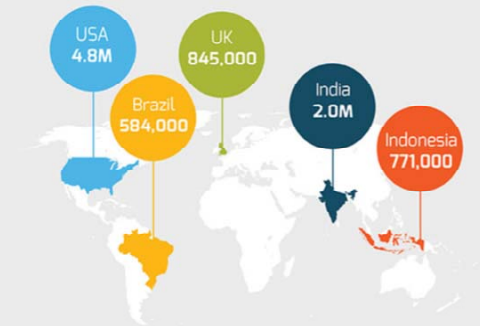 USA
4.8M
UK
845,000
Brazil
584,000
India
2.0M
Indonesia
771,000